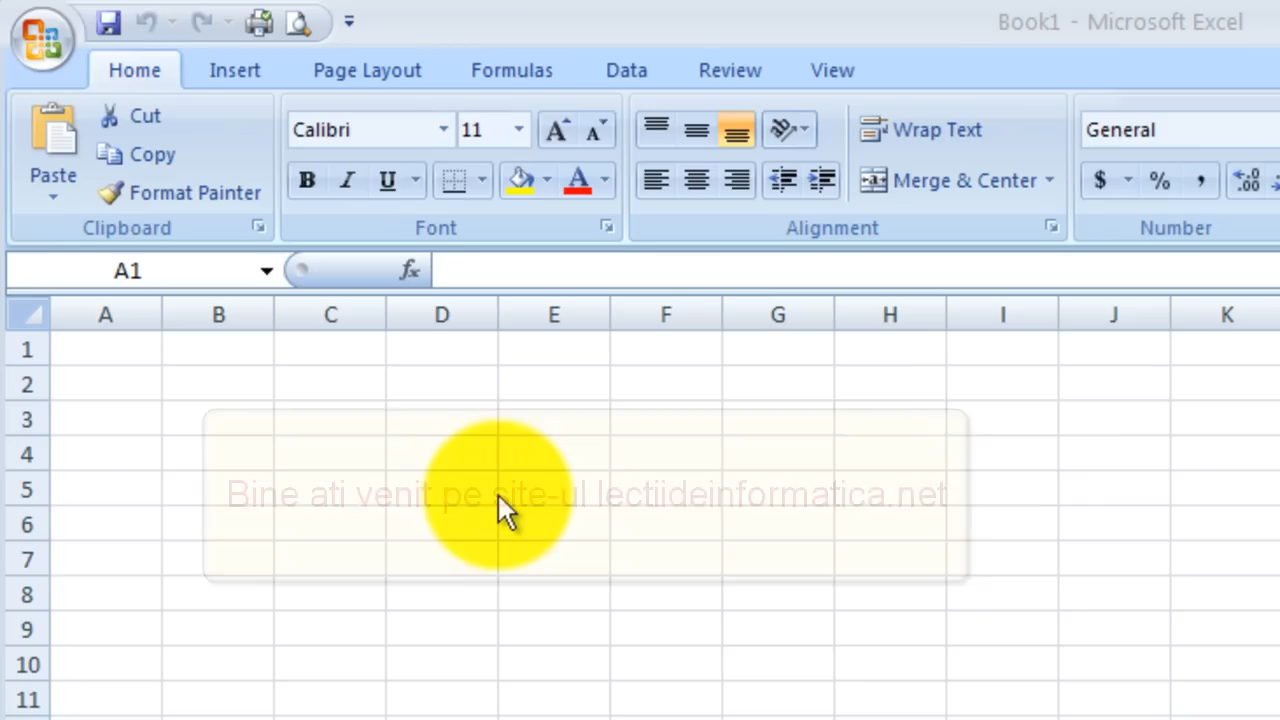 Book1 - Microsoft Excel
Home Insert Page Layout Formulas Data Review View
Paste
Cut
Copy
Format Painter
Clipboard
Calibri 11
B I U A
Font
Wrap Text
Merge & Center
Alignment
General
$ % ,
Number
A1 fx
A B C D E F G H I J K
1
2
3
4
5
Bine ati venit pe site-ul lectiideinformatica.net
6
7
8
9
10
11